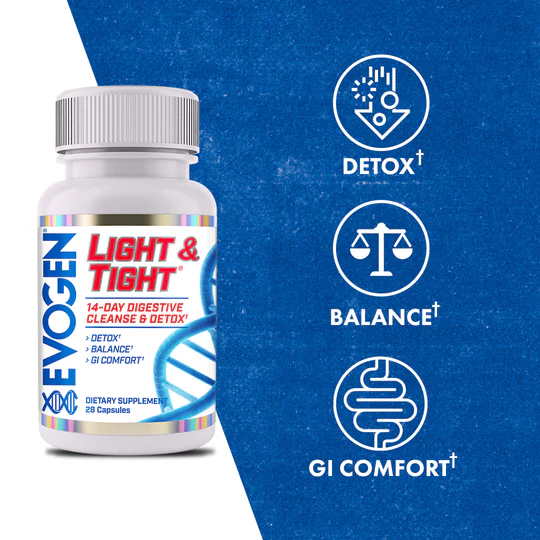 EVOGEN®
LIGHT &
TIGHT®
14-DAY DIGESTIVE
CLEANSE & DETOX†
> DETOX†
> BALANCE†
> GI COMFORT†
DIETARY SUPPLEMENT
28 Capsules
DETOX†
BALANCE†
GI COMFORT†